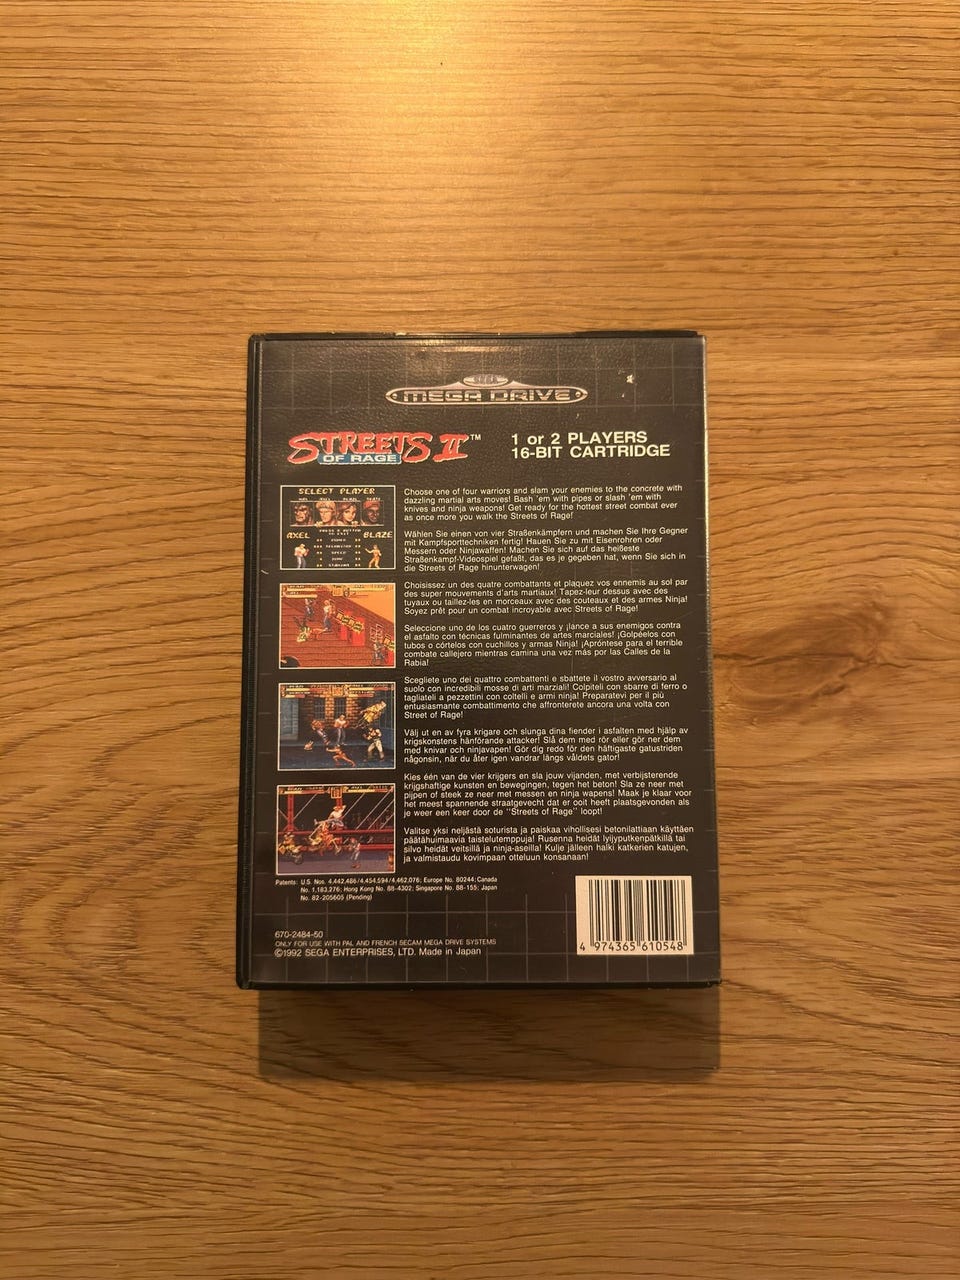 SEGA
MEGA DRIVE
STREETS II™
OF RAGE
1 or 2 PLAYERS
16-BIT CARTRIDGE
SELECT PLAYER
AXEL BLAZE
Choose one of four warriors and slam your enemies to the concrete with
dazzling martial arts moves! Bash 'em with pipes or slash 'em with
knives and ninja weapons! Get ready for the hottest street combat ever
as once more you walk the Streets of Rage!
Wählen Sie einen von vier Straßenkämpfern und machen Sie Ihre Gegner
mit Kampfsporttechniken fertig! Hauen Sie zu mit Eisenrohren oder
Messern oder Ninjawaffen! Machen Sie sich auf das heißeste
Straßenkampf-Videospiel gefaßt, das es je gegeben hat, wenn Sie sich in
die Streets of Rage hinunterwagen!
Choisissez un des quatre combattants et plaquez vos ennemis au sol par
des super mouvements d'arts martiaux! Tapez-leur dessus avec des
tuyaux ou taillez-les en morceaux avec des couteaux et des armes Ninja!
Soyez prêt pour un combat incroyable avec Streets of Rage!
Seleccione uno de los cuatro guerreros y ¡lance a sus enemigos contra
el asfalto con técnicas fulminantes de artes marciales! ¡Golpéelos con
tubos o córtelos con cuchillos y armas Ninja! ¡Apróntese para el terrible
combate callejero mientras camina una vez más por las Calles de la
Rabia!
Scegliete uno dei quattro combattenti e sbattete il vostro avversario al
suolo con incredibili mosse di arti marziali! Colpiteli con sbarre di ferro o
tagliateli a pezzettini con coltelli e armi ninja! Preparatevi per il più
entusiasmante combattimento che affronterete ancora una volta con
Street of Rage!
Välj ut en av fyra krigare och slunga dina fiender i asfalten med hjälp av
krigskonstens hänförande attacker! Slå dem med rör eller gör ner dem
med knivar och ninjavapen! Gör dig redo för den häftigaste gatustriden
någonsin, när du åter igen vandrar längs våldets gator!
Kies één van de vier krijgers en sla jouw vijanden, met verbijsterende
krijgshaftige kunsten en bewegingen, tegen het beton! Sla ze neer met
pijpen of steek ze neer met messen en ninja wapens! Maak je klaar voor
het meest spannende straatgevecht dat er ooit heeft plaatsgevonden als
je weer een keer door de "Streets of Rage" loopt!
Valitse yksi neljästä soturista ja paiskaa vihollisesi betonilattiaan käyttäen
päätähuimaavia taistelutemppuja! Rusenna heidät lyijyputkenpätkillä tai
silvo heidät veitsillä ja ninja-aseilla! Kulje jälleen halki katkerien katujen,
ja valmistaudu kovimpaan otteluun konsanaan!
Patents: U.S. Nos. 4,442,486/4,454,594/4,462,076; Europe No. 80244; Canada
No. 1,183,276; Hong Kong No. 88-4302; Singapore No. 88-155; Japan
No. 82-205605 (Pending)
670-2484-50
ONLY FOR USE WITH PAL AND FRENCH SECAM MEGA DRIVE SYSTEMS
©1992 SEGA ENTERPRISES, LTD. Made in Japan
4 974365 610548